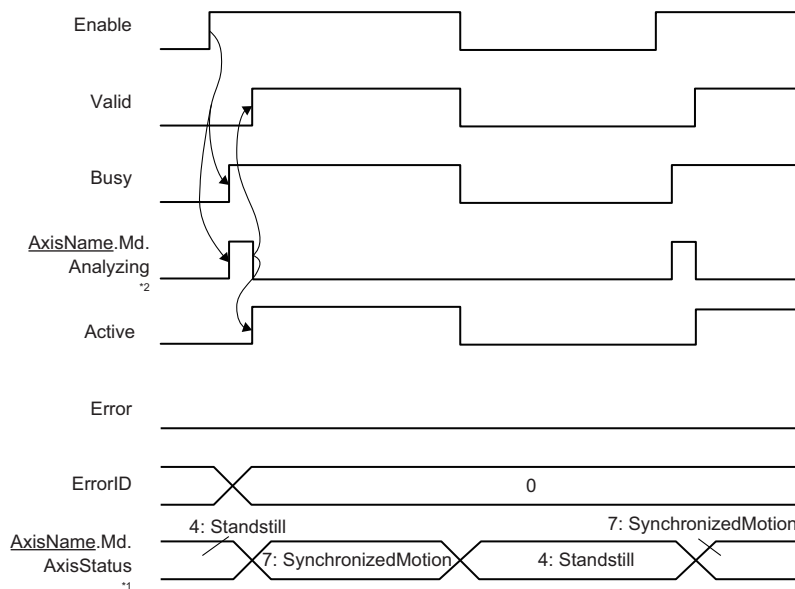 Enable
Valid
Busy
AxisName.Md.
Analyzing
*2
Active
Error
ErrorID
0
4: Standstill
7: SynchronizedMotion
AxisName.Md.
AxisStatus
*1
7: SynchronizedMotion
4: Standstill